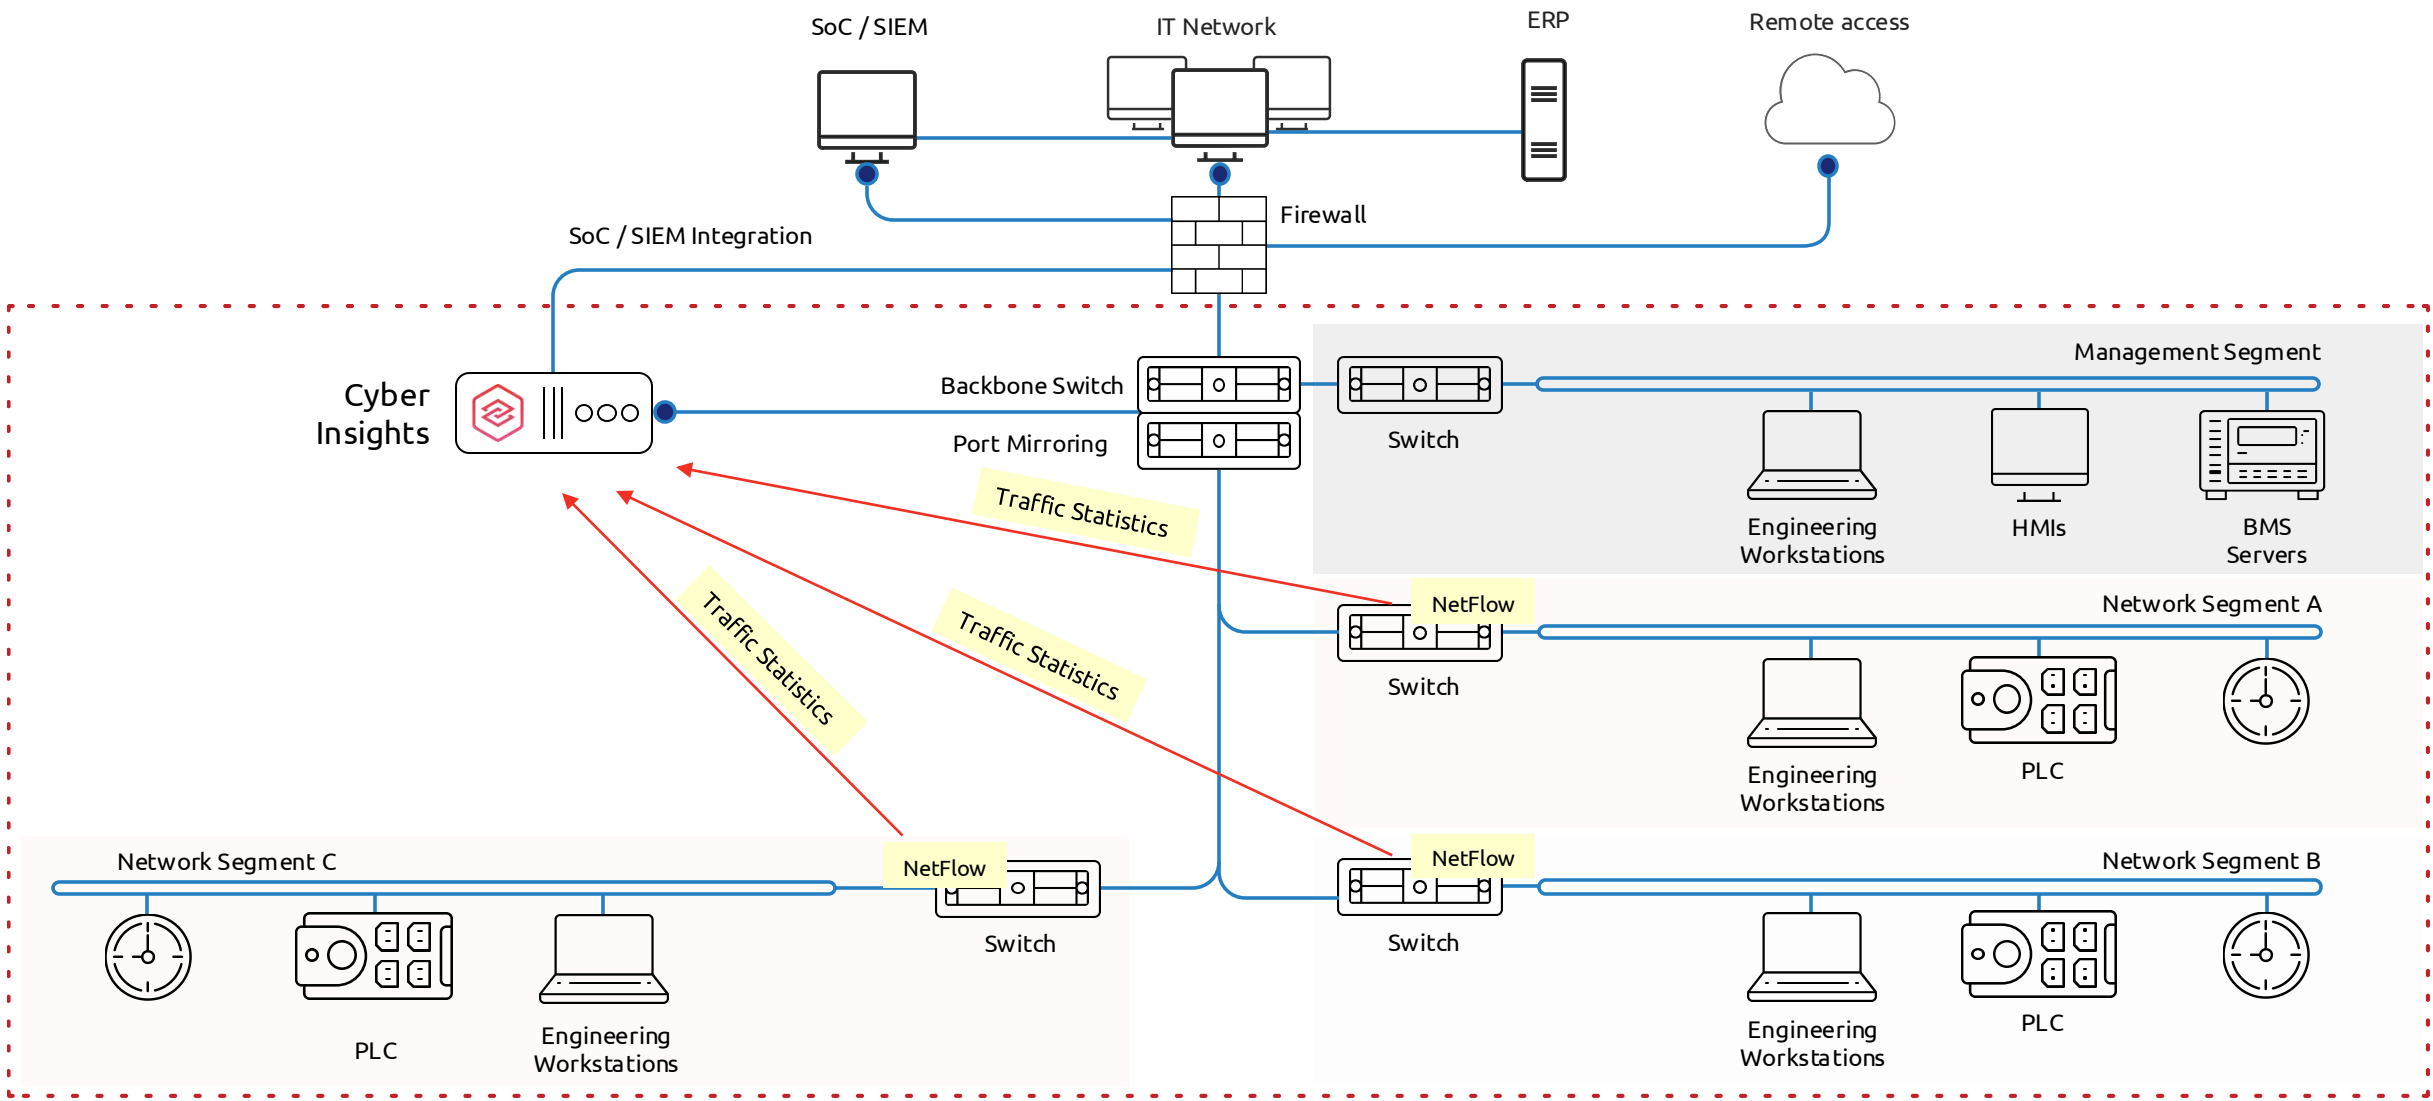 SoC / SIEM
IT Network
ERP
Remote access
Firewall
SoC / SIEM Integration
Cyber
Insights
Backbone Switch
Port Mirroring
Switch
Management Segment
Engineering
Workstations
HMIs
BMS
Servers
Traffic Statistics
Traffic Statistics
Traffic Statistics
NetFlow
Switch
Network Segment A
Engineering
Workstations
PLC
NetFlow
Switch
Network Segment B
Engineering
Workstations
PLC
Network Segment C
NetFlow
Switch
PLC
Engineering
Workstations